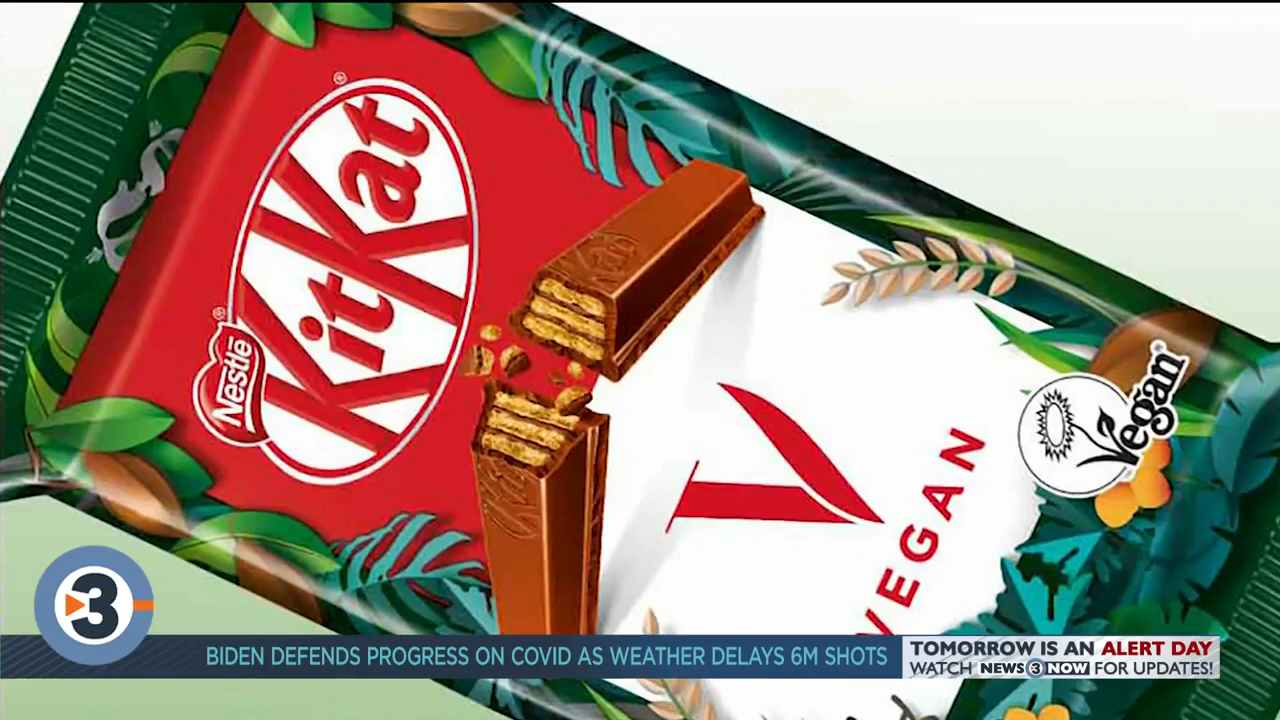 KitKat
®
Nestlé
®
V
VEGAN
Vegan
®
3
BIDEN DEFENDS PROGRESS ON COVID AS WEATHER DELAYS 6M SHOTS
TOMORROW IS AN ALERT DAY
WATCH NEWS 3 NOW FOR UPDATES!